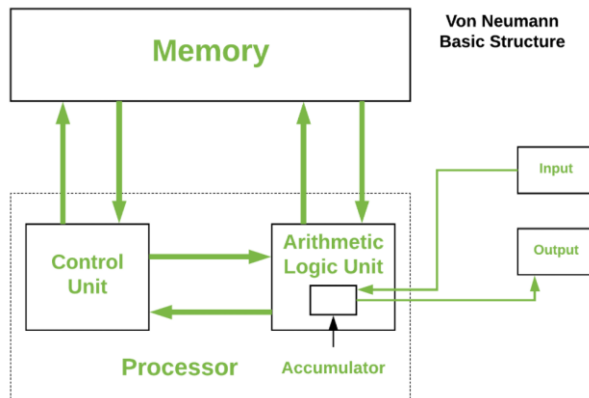 Von Neumann
Basic Structure
Memory
Input
Output
Control
Unit
Arithmetic
Logic Unit
Accumulator
Processor